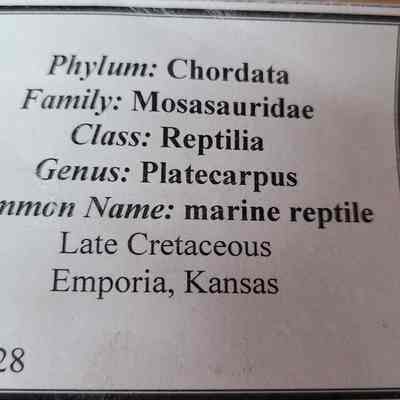 Phylum: Chordata
Family: Mosasauridae
Class: Reptilia
Genus: Platecarpus
mmon Name: marine reptile
Late Cretaceous
Emporia, Kansas
28